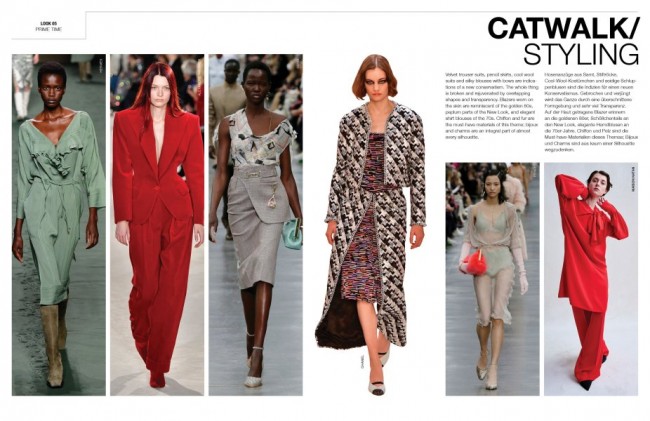 LOOK 05
PRIME TIME
CATWALK/
STYLING
Velvet trouser suits, pencil skirts, cool wool
suits and silky blouses with bows are indica-
tions of a new conservatism. The whole thing
is broken and rejuvenated by overlapping
shapes and transparency. Blazers worn on
the skin are reminiscent of the golden 80s,
peplum parts of the New Look, and elegant
shirt blouses of the 70s. Chiffon and fur are
the must-have materials of this theme; bijoux
and charms are an integral part of almost
every silhouette.
Hosenanzüge aus Samt, Stiftröcke,
Cool-Wool-Kostümchen und seidige Schlup-
penblusen sind die Indizien für einen neuen
Konservatismus. Gebrochen und verjüngt
wird das Ganze durch eine überschnittene
Formgebung und sehr viel Transparenz.
Auf der Haut getragene Blazer erinnern
an die goldenen 80er, Schößchenteile an
den New Look, elegante Hemdblusen an
die 70er Jahre. Chiffon und Pelz sind die
Must-have Materialien dieses Themas; Bijoux
und Charms sind aus kaum einer Silhouette
wegzudenken.